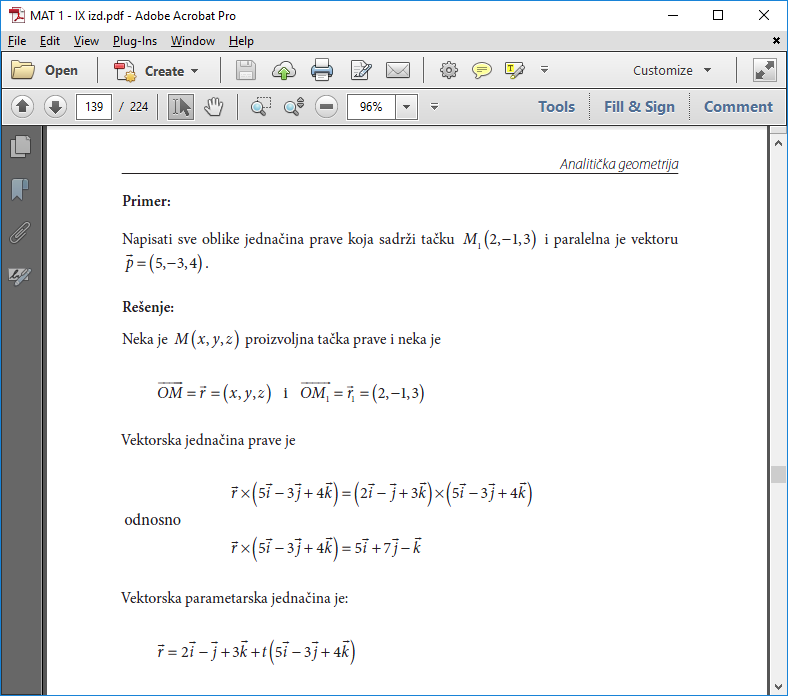 MAT 1 - IX izd.pdf - Adobe Acrobat Pro
File Edit View Plug-Ins Window Help
Open Create Customize
139 / 224 96% Tools Fill & Sign Comment
Analitička geometrija
Primer:
Napisati sve oblike jednačina prave koja sadrži tačku M₁(2,−1,3) i paralelna je vektoru
p⃗ = (5,−3,4).
Rešenje:
Neka je M(x, y, z) proizvoljna tačka prave i neka je
OM⃗ = r⃗ = (x, y, z) i OM₁⃗ = r⃗₁ = (2,−1,3)
Vektorska jednačina prave je
r⃗ × (5i⃗ − 3j⃗ + 4k⃗) = (2i⃗ − j⃗ + 3k⃗) × (5i⃗ − 3j⃗ + 4k⃗)
odnosno
r⃗ × (5i⃗ − 3j⃗ + 4k⃗) = 5i⃗ + 7j⃗ − k⃗
Vektorska parametarska jednačina je:
r⃗ = 2i⃗ − j⃗ + 3k⃗ + t(5i⃗ − 3j⃗ + 4k⃗)